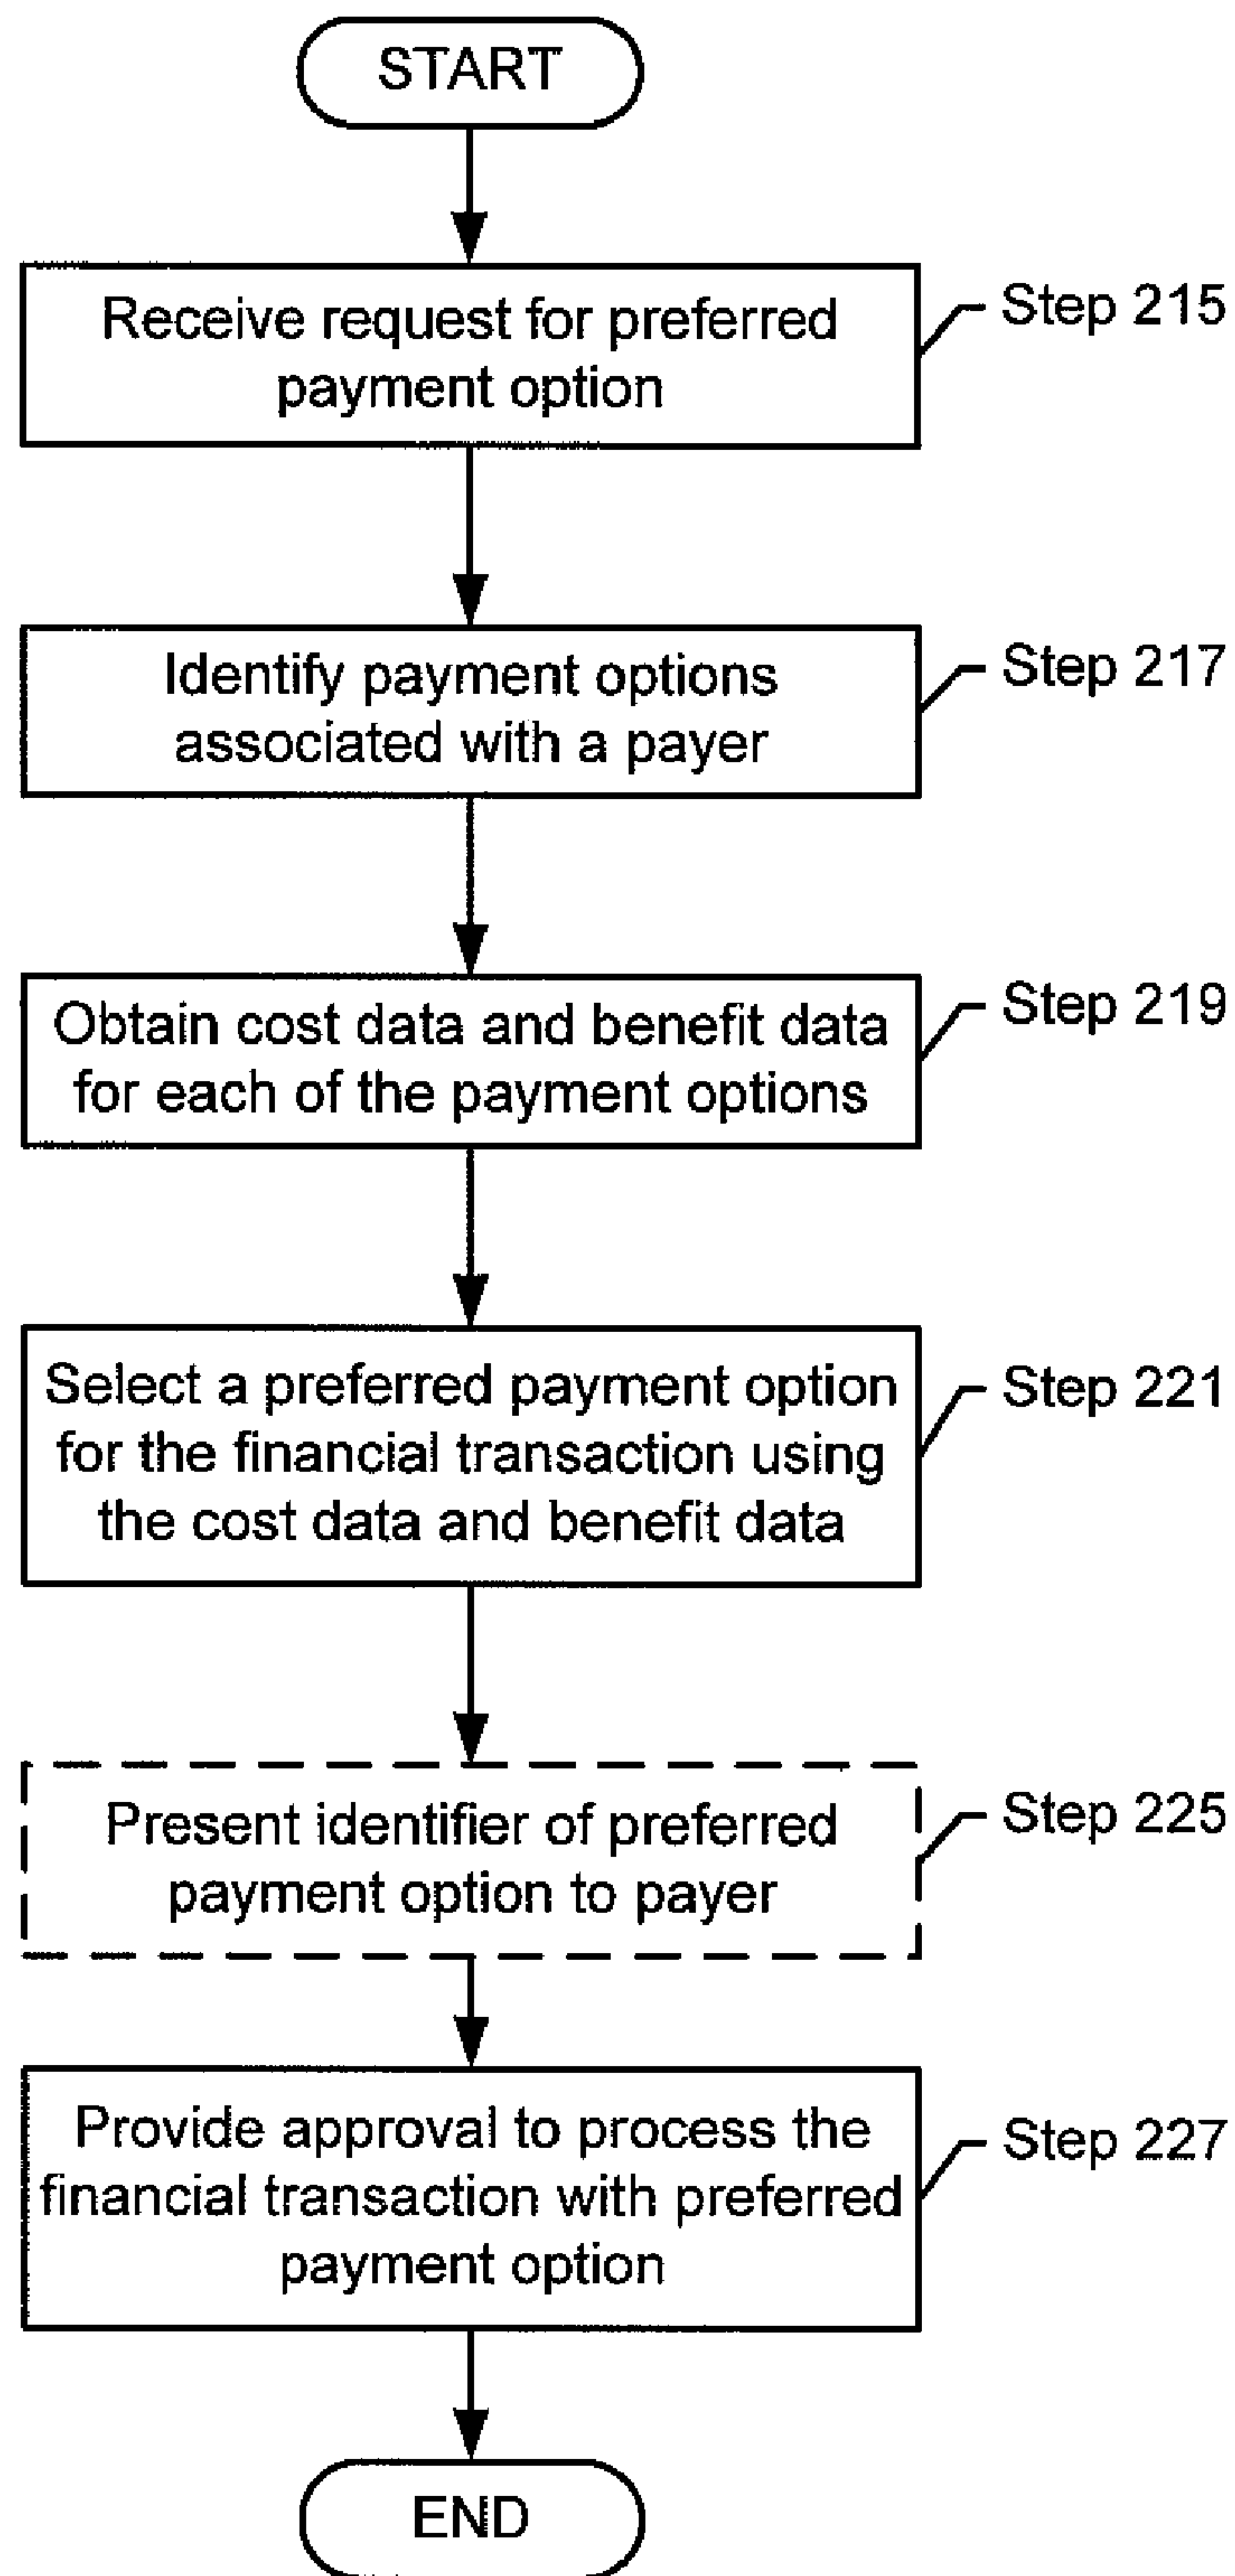 START
Receive request for preferred
payment option
Step 215
Identify payment options
associated with a payer
Step 217
Obtain cost data and benefit data
for each of the payment options
Step 219
Select a preferred payment option
for the financial transaction using
the cost data and benefit data
Step 221
Present identifier of preferred
payment option to payer
Step 225
Provide approval to process the
financial transaction with preferred
payment option
Step 227
END